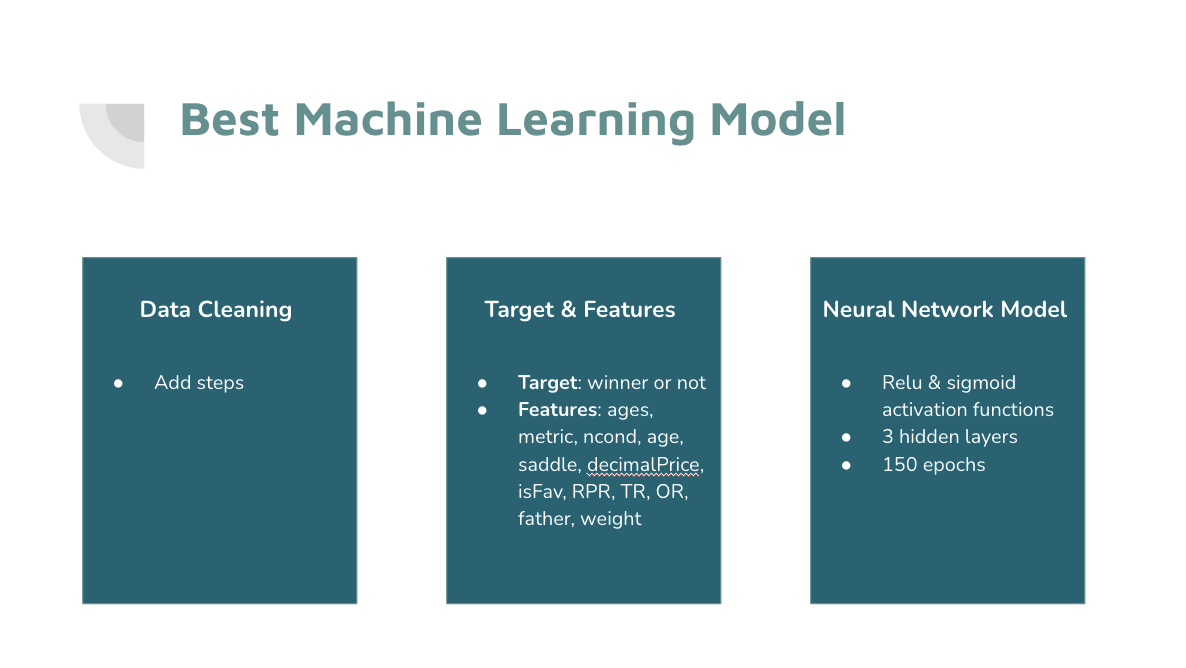 Best Machine Learning Model
Data Cleaning
● Add steps
Target & Features
● Target: winner or not
● Features: ages,
metric, ncond, age,
saddle, decimalPrice,
isFav, RPR, TR, OR,
father, weight
Neural Network Model
● Relu & sigmoid
activation functions
● 3 hidden layers
● 150 epochs